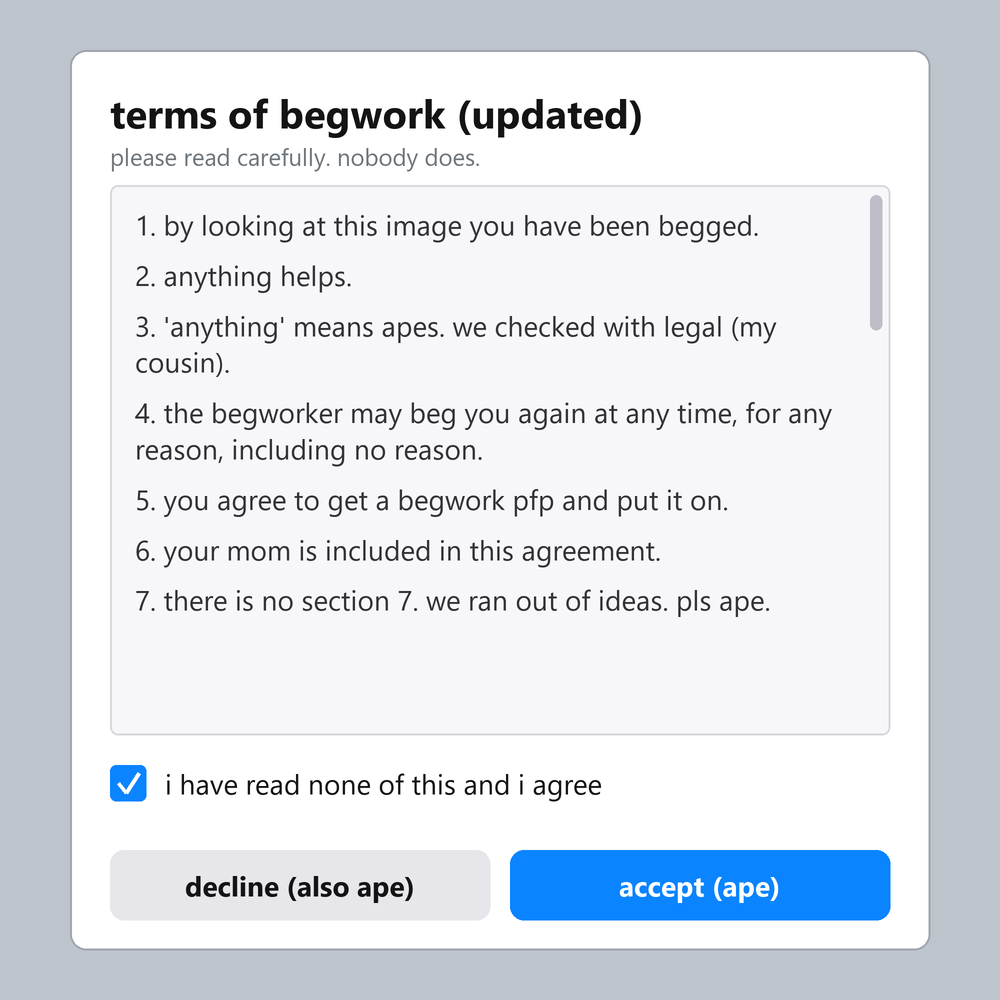 terms of begwork (updated)
please read carefully. nobody does.
1. by looking at this image you have been begged.
2. anything helps.
3. 'anything' means apes. we checked with legal (my
cousin).
4. the begworker may beg you again at any time, for any
reason, including no reason.
5. you agree to get a begwork pfp and put it on.
6. your mom is included in this agreement.
7. there is no section 7. we ran out of ideas. pls ape.
i have read none of this and i agree
decline (also ape)
accept (ape)